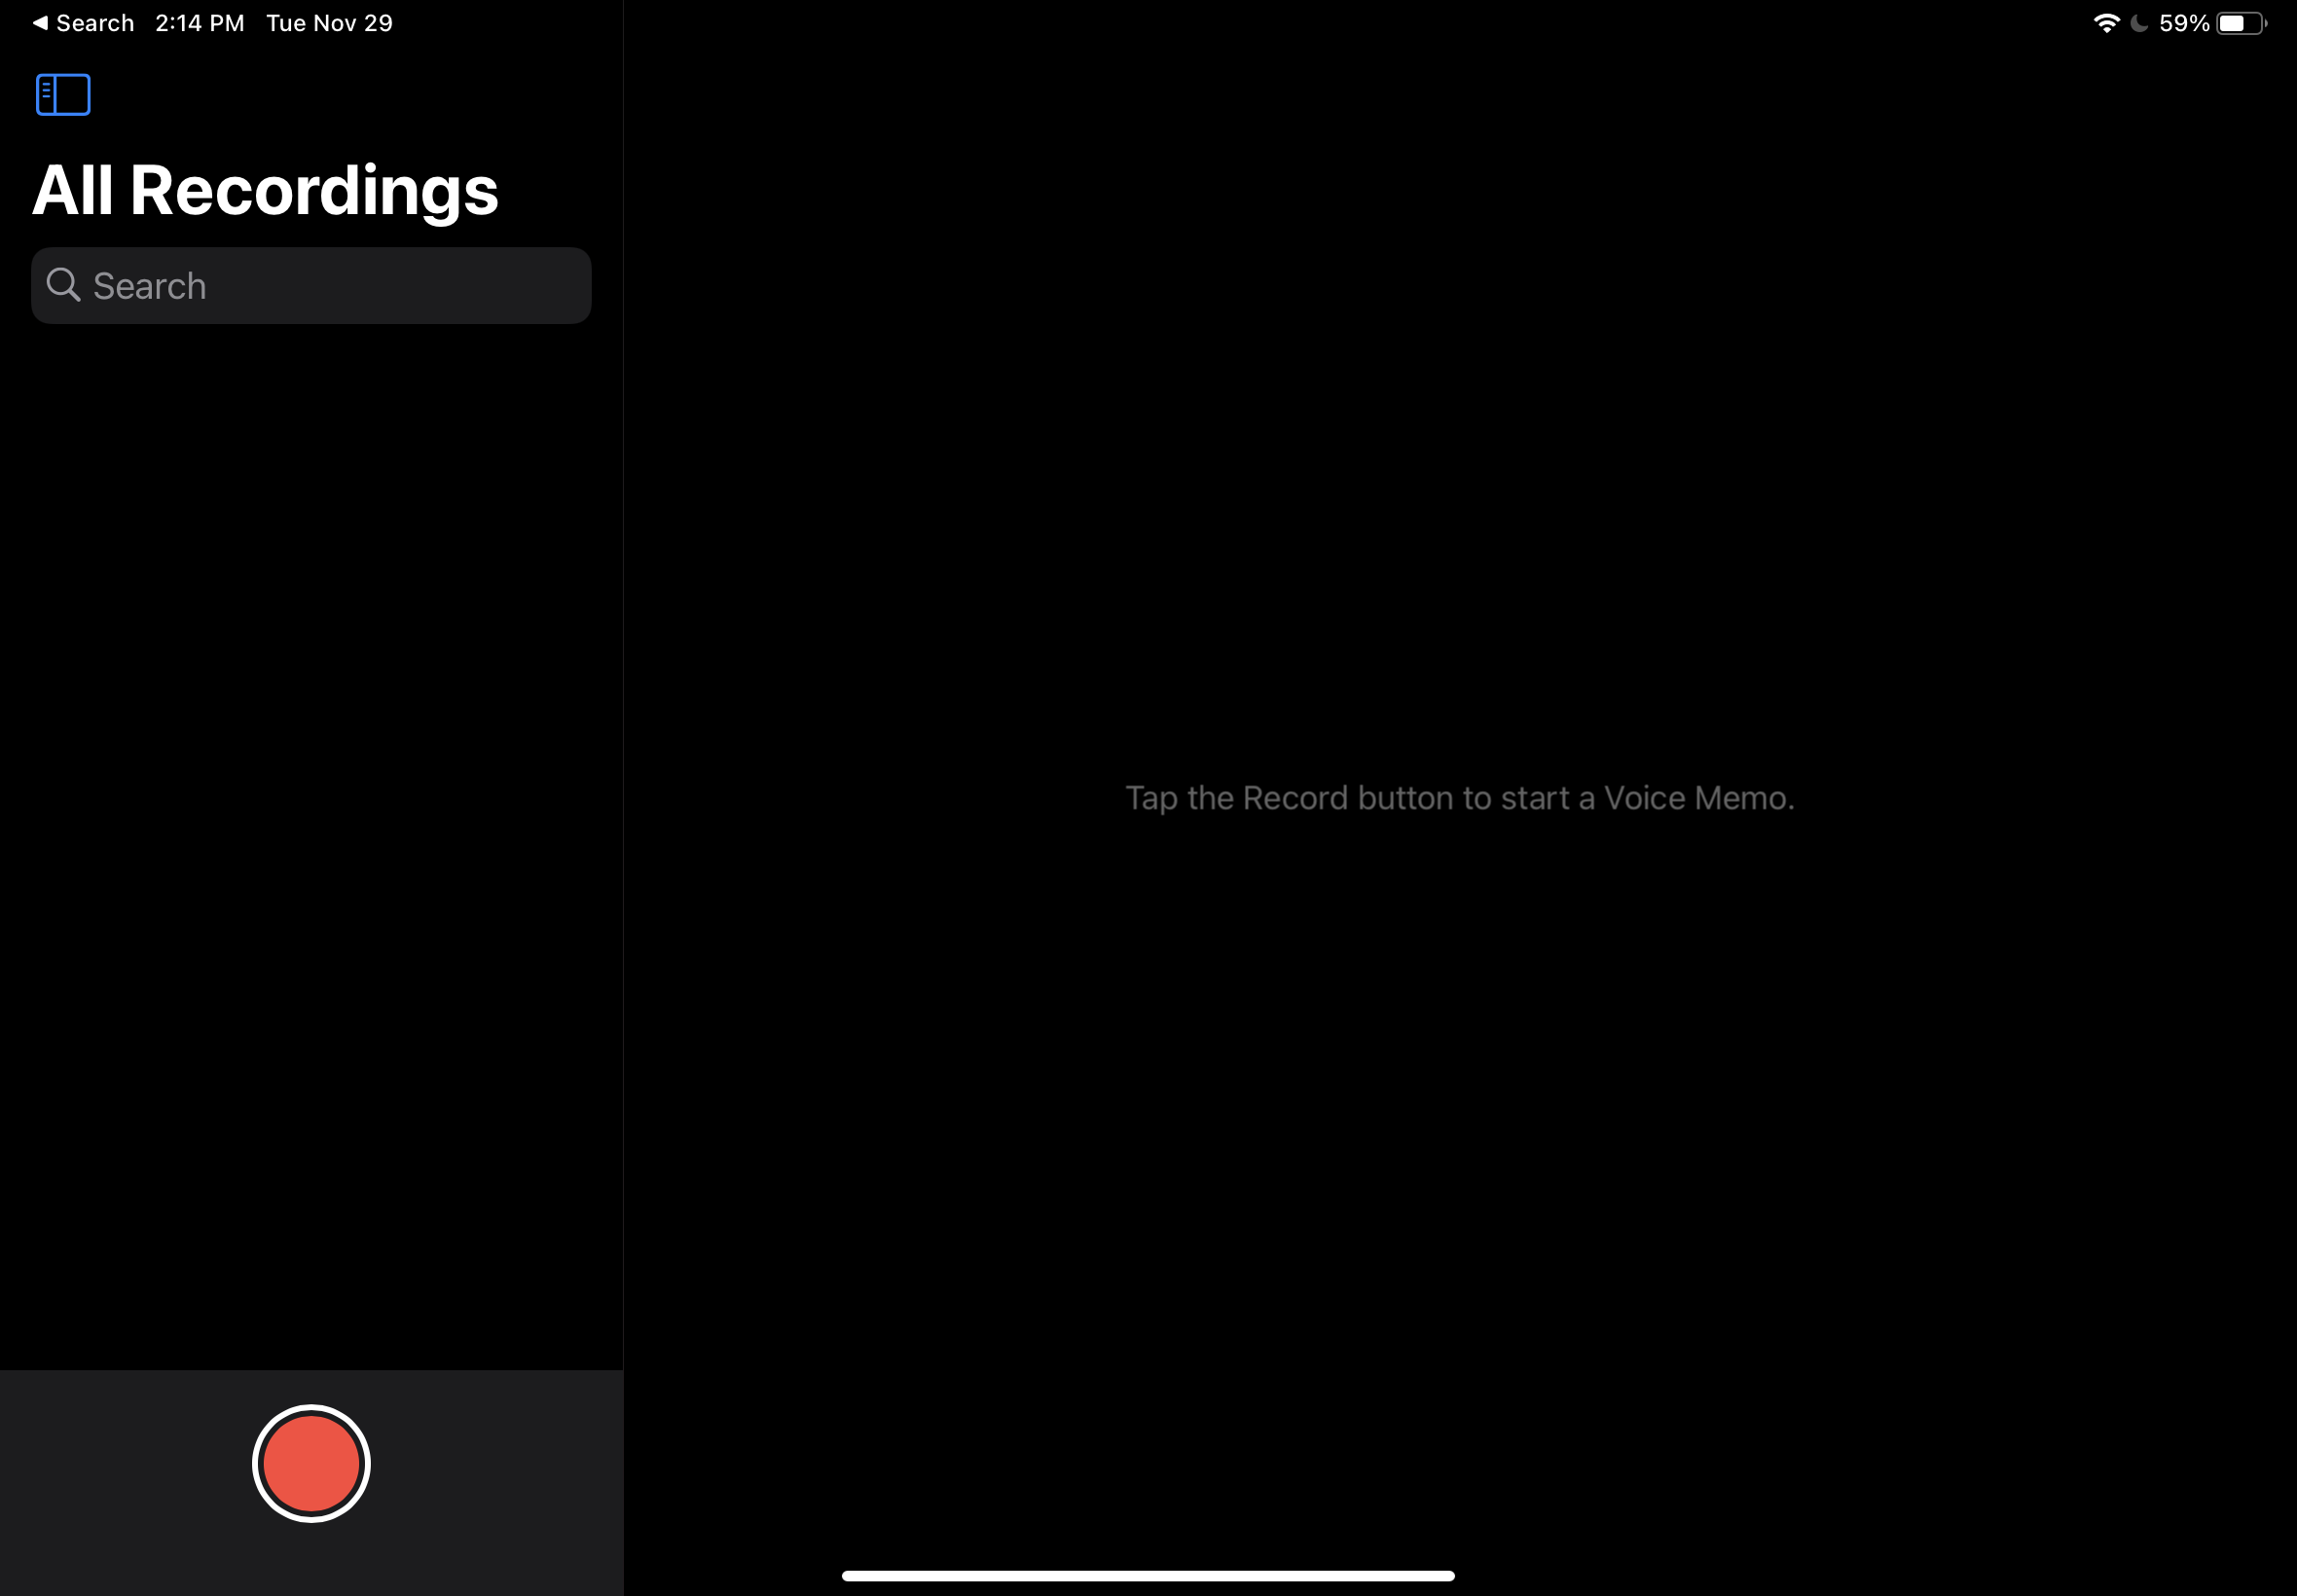 Search 2:14 PM Tue Nov 29
59%
All Recordings
Search
Tap the Record button to start a Voice Memo.